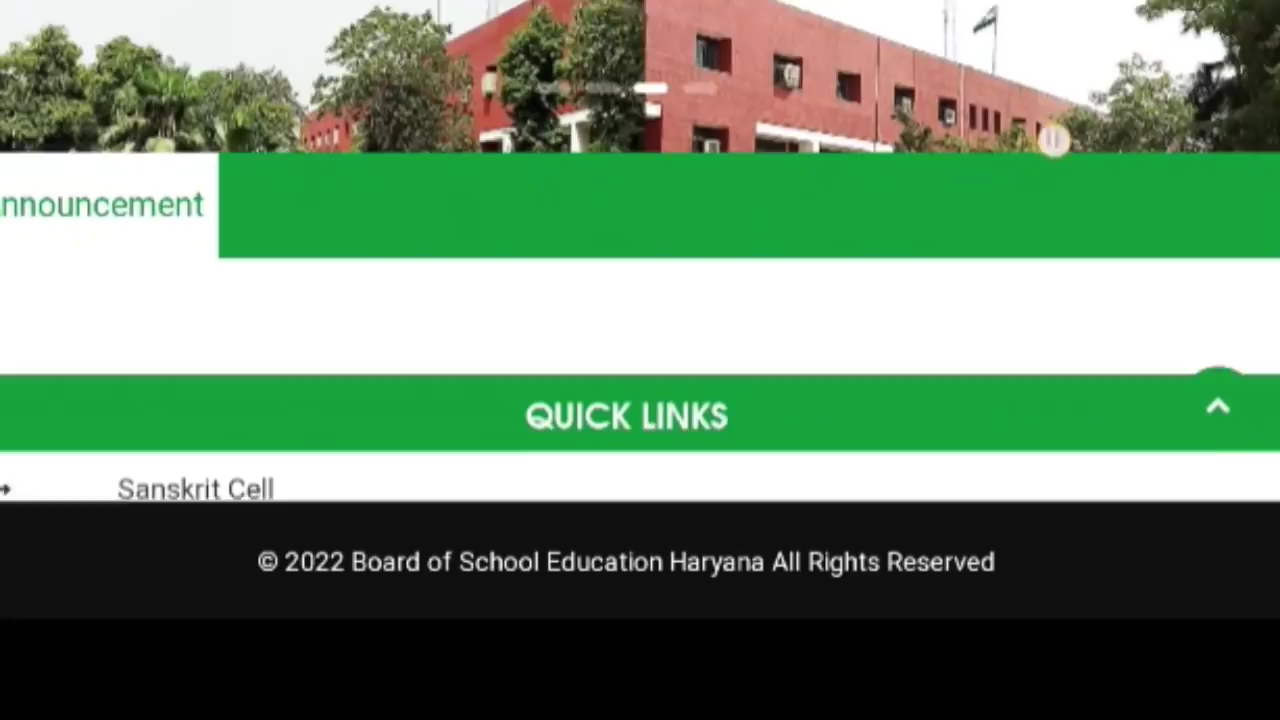 nnouncement
QUICK LINKS
Sanskrit Cell
© 2022 Board of School Education Haryana All Rights Reserved